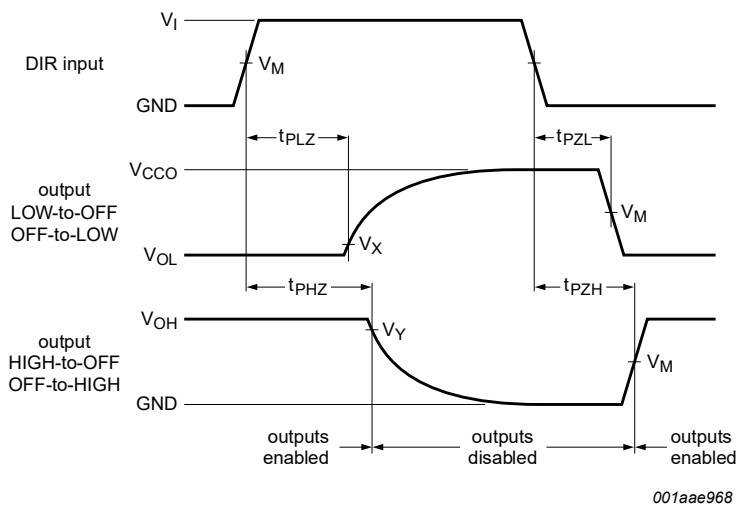 V_I
DIR input
V_M
GND
t_PLZ
t_PZL
V_CCO
output
LOW-to-OFF
OFF-to-LOW
V_M
V_X
V_OL
t_PHZ
t_PZH
V_OH
output
HIGH-to-OFF
OFF-to-HIGH
V_Y
V_M
GND
outputs
enabled
outputs
disabled
outputs
enabled
001aae968